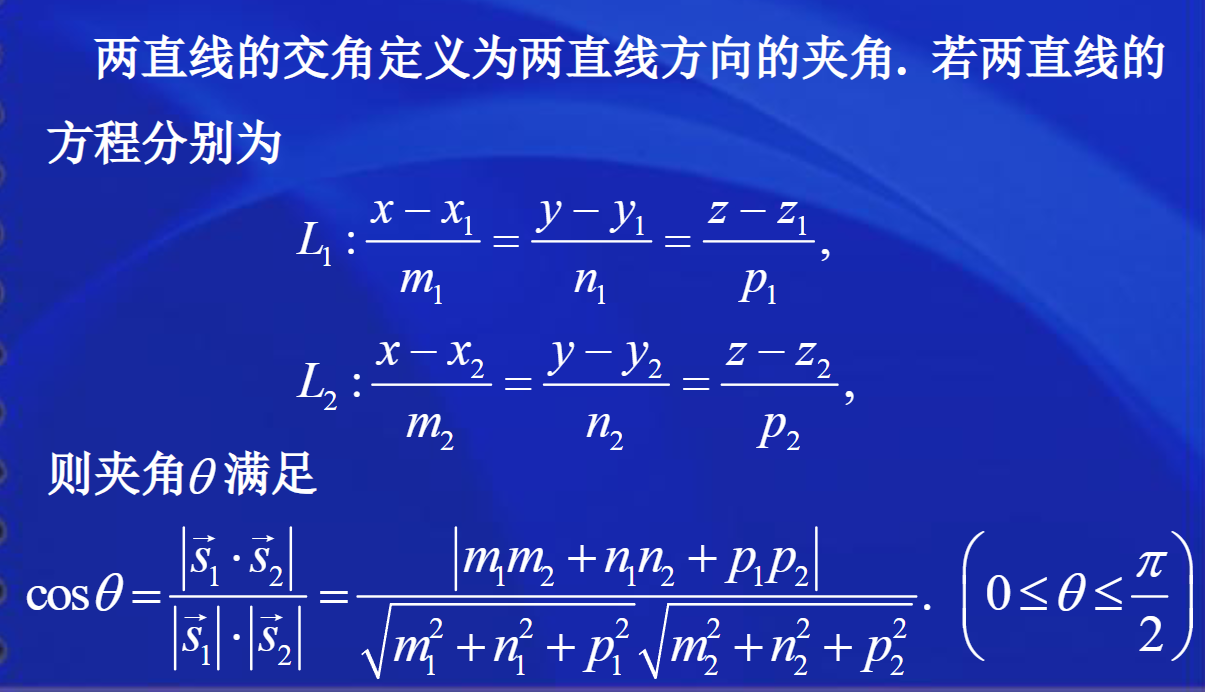 两直线的交角定义为两直线方向的夹角. 若两直线的
方程分别为
$L_1: \frac{x-x_1}{m_1} = \frac{y-y_1}{n_1} = \frac{z-z_1}{p_1},$
$L_2: \frac{x-x_2}{m_2} = \frac{y-y_2}{n_2} = \frac{z-z_2}{p_2},$
则夹角$\theta$满足
$\cos\theta = \frac{|\vec{s}_1 \cdot \vec{s}_2|}{|\vec{s}_1| \cdot |\vec{s}_2|} = \frac{|m_1m_2 + n_1n_2 + p_1p_2|}{\sqrt{m_1^2 + n_1^2 + p_1^2}\sqrt{m_2^2 + n_2^2 + p_2^2}}. \left(0 \le \theta \le \frac{\pi}{2}\right)$